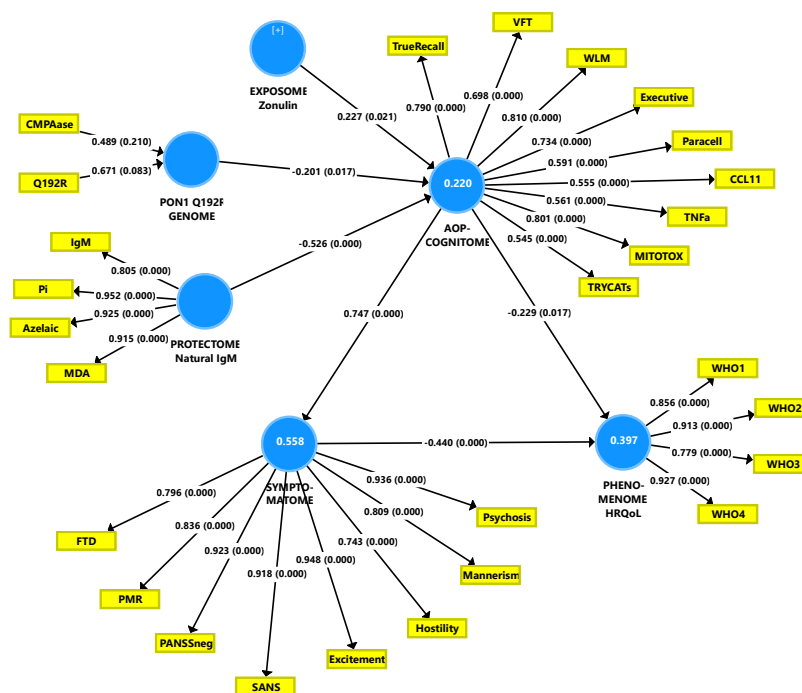 [+]
EXPOSOME
Zonulin
TrueRecall
VFT
WLM
Executive
Paracell
CCL11
TNFa
MITOTOX
TRYCATs
0.790 (0.000)
0.698 (0.000)
0.810 (0.000)
0.734 (0.000)
0.591 (0.000)
0.555 (0.000)
0.561 (0.000)
0.801 (0.000)
0.545 (0.000)
0.227 (0.021)
CMPAase
0.489 (0.210)
Q192R
0.671 (0.083)
PON1 Q192F
GENOME
-0.201 (0.017)
0.220
AOP-
COGNITOME
IgM
0.805 (0.000)
Pi
0.952 (0.000)
Azelaic
0.925 (0.000)
MDA
0.915 (0.000)
PROTECTOME
Natural IgM
-0.526 (0.000)
0.747 (0.000)
-0.229 (0.017)
0.558
SYMPTO-
MATOME
-0.440 (0.000)
0.397
PHENO-
MENOME
HRQoL
WHO1
0.856 (0.000)
WHO2
0.913 (0.000)
WHO3
0.779 (0.000)
WHO4
0.927 (0.000)
0.796 (0.000)
FTD
0.836 (0.000)
PMR
0.923 (0.000)
PANSSneg
0.918 (0.000)
SANS
0.948 (0.000)
Excitement
0.743 (0.000)
Hostility
0.809 (0.000)
Mannerism
0.936 (0.000)
Psychosis